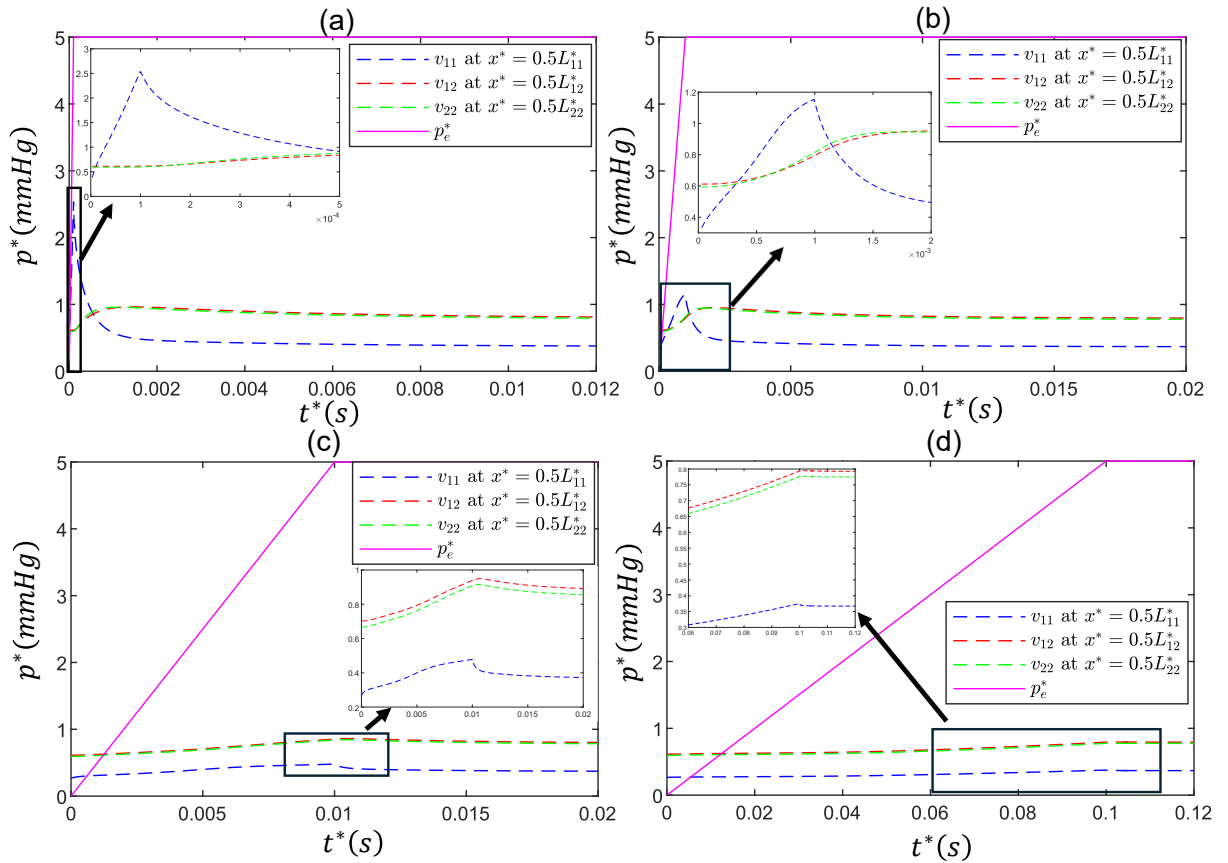 (a)
5
4
3
2
1
0
0 0.002 0.004 0.006 0.008 0.01 0.012
p*(mmHg)
t*(s)
v11 at x* = 0.5L*11
v12 at x* = 0.5L*12
v22 at x* = 0.5L*22
p*e
3
2.5
2
1.5
1
0.5
0
0 1 2 3 4 5
×10-4
(b)
5
4
3
2
1
0
0 0.005 0.01 0.015 0.02
p*(mmHg)
t*(s)
v11 at x* = 0.5L*11
v12 at x* = 0.5L*12
v22 at x* = 0.5L*22
p*e
1.2
1
0.8
0.6
0.4
0 0.5 1 1.5 2
×10-3
(c)
5
4
3
2
1
0
0 0.005 0.01 0.015 0.02
p*(mmHg)
t*(s)
v11 at x* = 0.5L*11
v12 at x* = 0.5L*12
v22 at x* = 0.5L*22
p*e
1
0.8
0.6
0.4
0.2
0 0.005 0.01 0.015 0.02
(d)
5
4
3
2
1
0
0 0.02 0.04 0.06 0.08 0.1 0.12
p*(mmHg)
t*(s)
0.8
0.75
0.7
0.65
0.6
0.55
0.5
0.45
0.4
0.35
0.3
0.06 0.07 0.08 0.09 0.1 0.11 0.12
v11 at x* = 0.5L*11
v12 at x* = 0.5L*12
v22 at x* = 0.5L*22
p*e